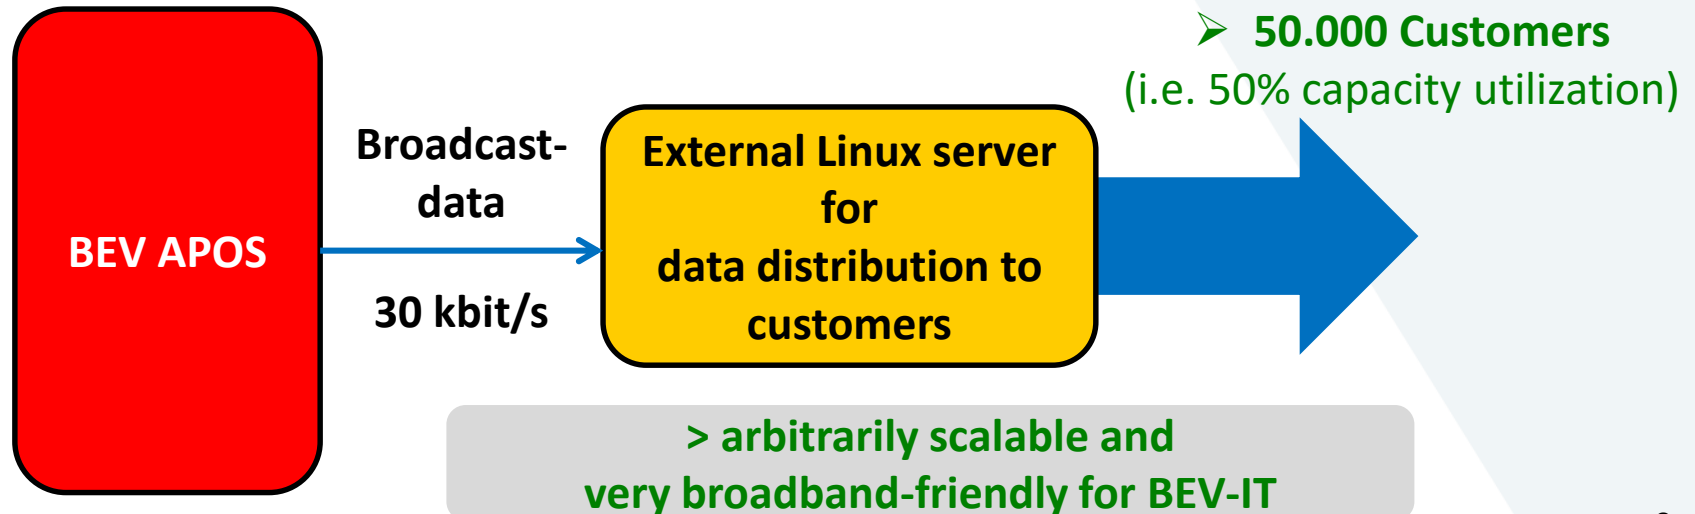 ➢ 50.000 Customers
(i.e. 50% capacity utilization)
BEV APOS
Broadcast-
data
30 kbit/s
External Linux server
for
data distribution to
customers
> arbitrarily scalable and
very broadband-friendly for BEV-IT